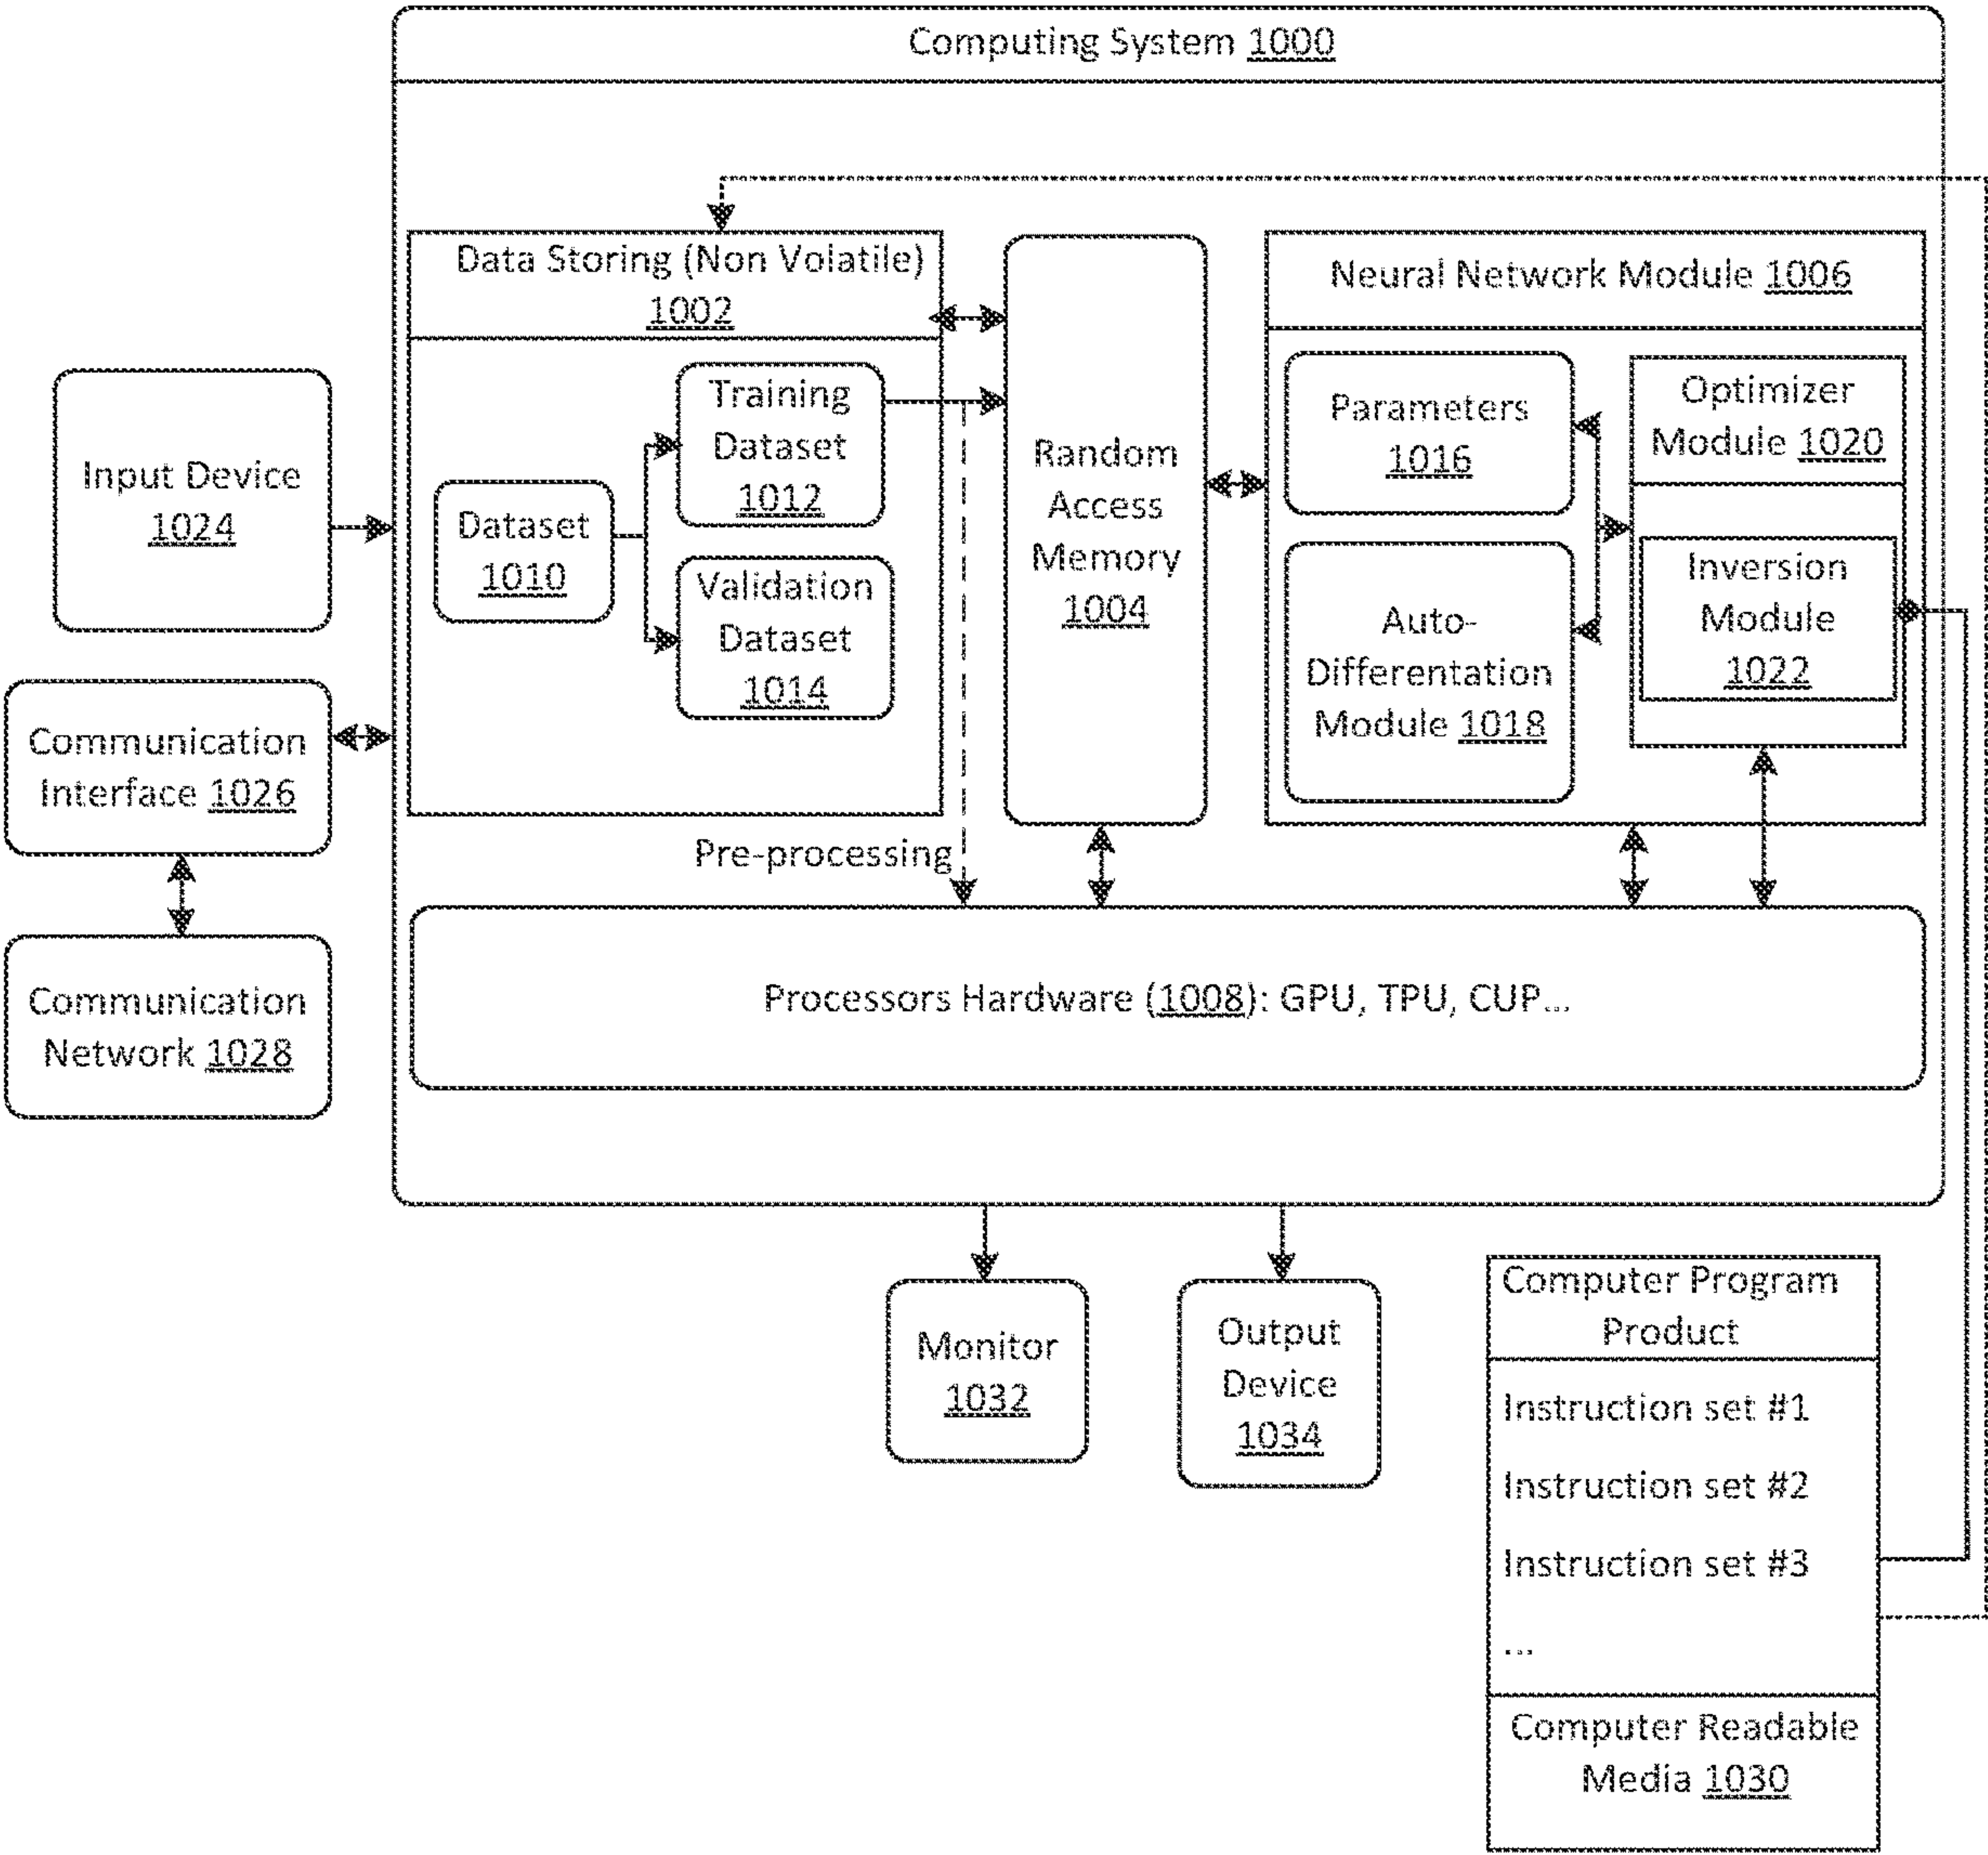 Computing System 1000
Data Storing (Non Volatile)
1002
Training
Dataset
1012
Dataset
1010
Validation
Dataset
1014
Random
Access
Memory
1004
Neural Network Module 1006
Parameters
1016
Auto-
Differentation
Module 1018
Optimizer
Module 1020
Inversion
Module
1022
Input Device
1024
Communication
Interface 1026
Communication
Network 1028
Pre-processing
Processors Hardware (1008): GPU, TPU, CUP...
Monitor
1032
Output
Device
1034
Computer Program
Product
Instruction set #1
Instruction set #2
Instruction set #3
...
Computer Readable
Media 1030